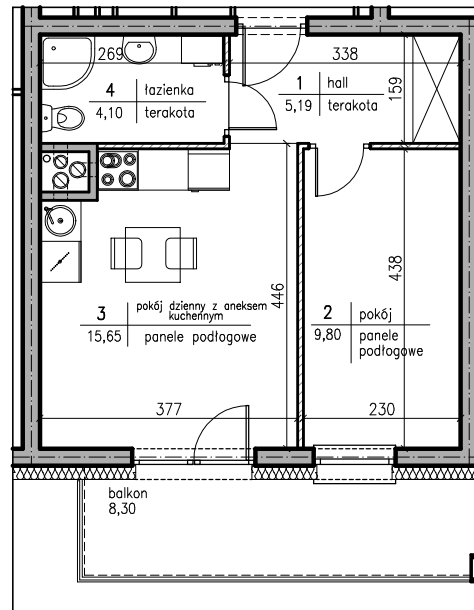 269
338
4 łazienka
4,10 terakota
1 hall
5,19 terakota
159
446
438
3 pokój dzienny z aneksem
kuchennym
15,65 panele podłogowe
2 pokój
9,80 panele
podłogowe
377
230
balkon
8,30